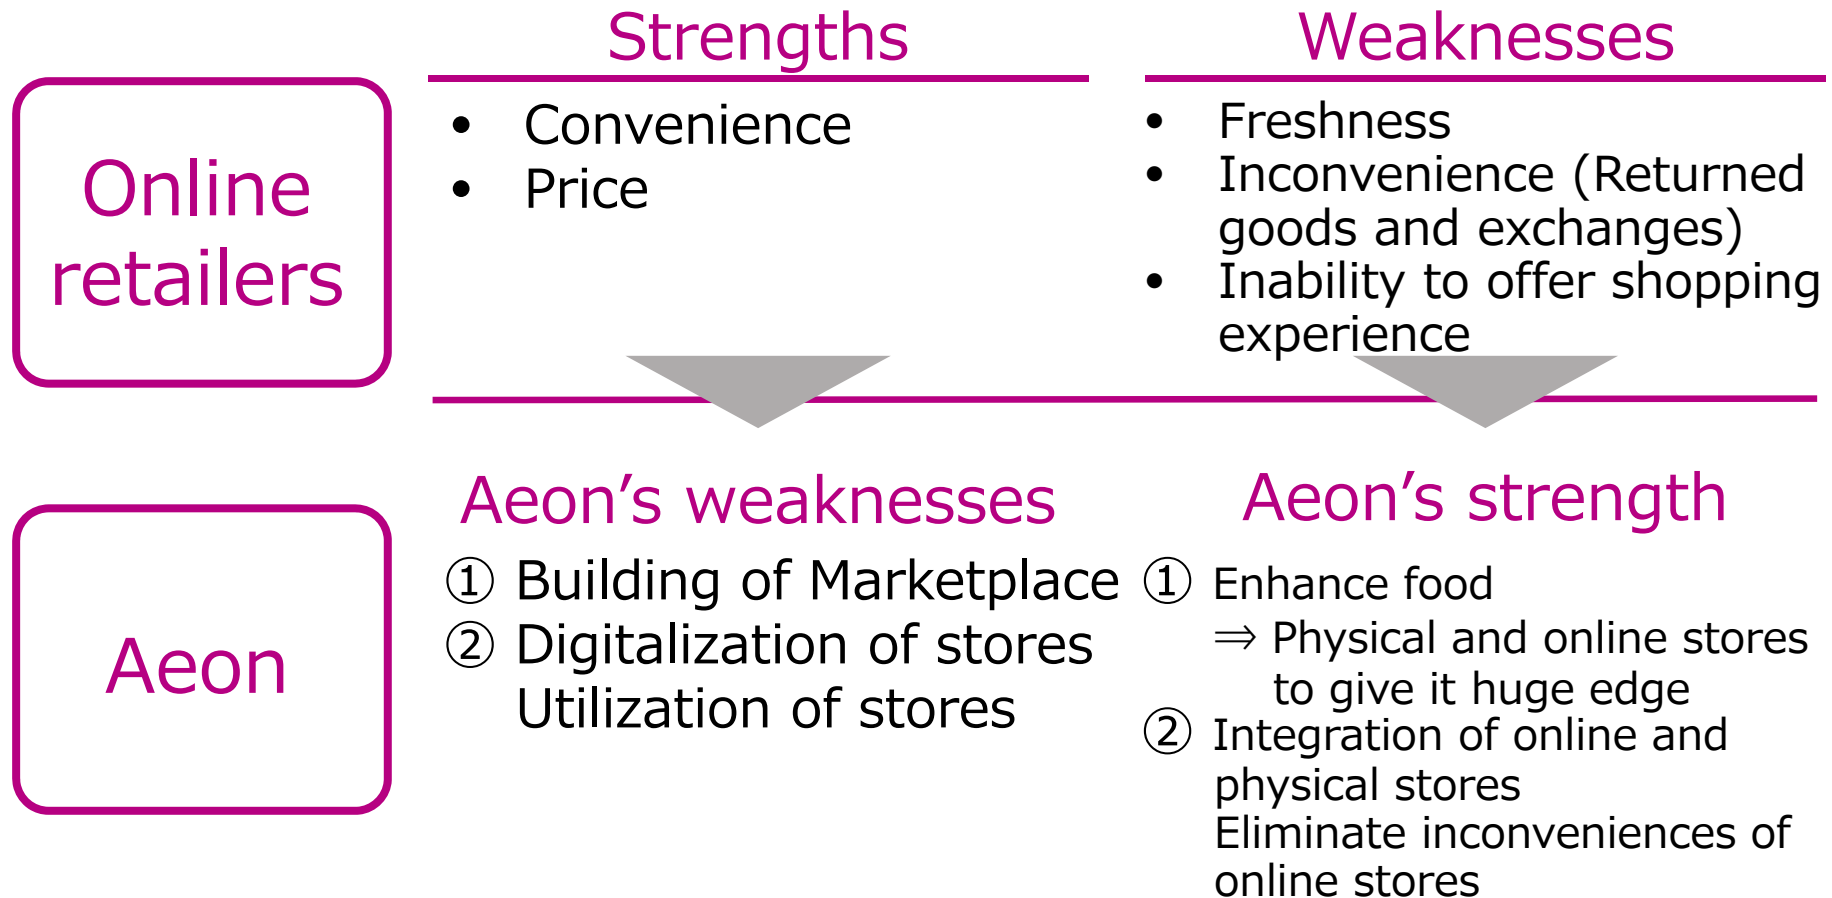 Strengths
Weaknesses
Online
retailers
• Convenience
• Price
• Freshness
• Inconvenience (Returned
goods and exchanges)
• Inability to offer shopping
experience
Aeon
Aeon’s weaknesses
① Building of Marketplace
② Digitalization of stores
Utilization of stores
Aeon’s strength
① Enhance food
⇒ Physical and online stores
to give it huge edge
② Integration of online and
physical stores
Eliminate inconveniences of
online stores